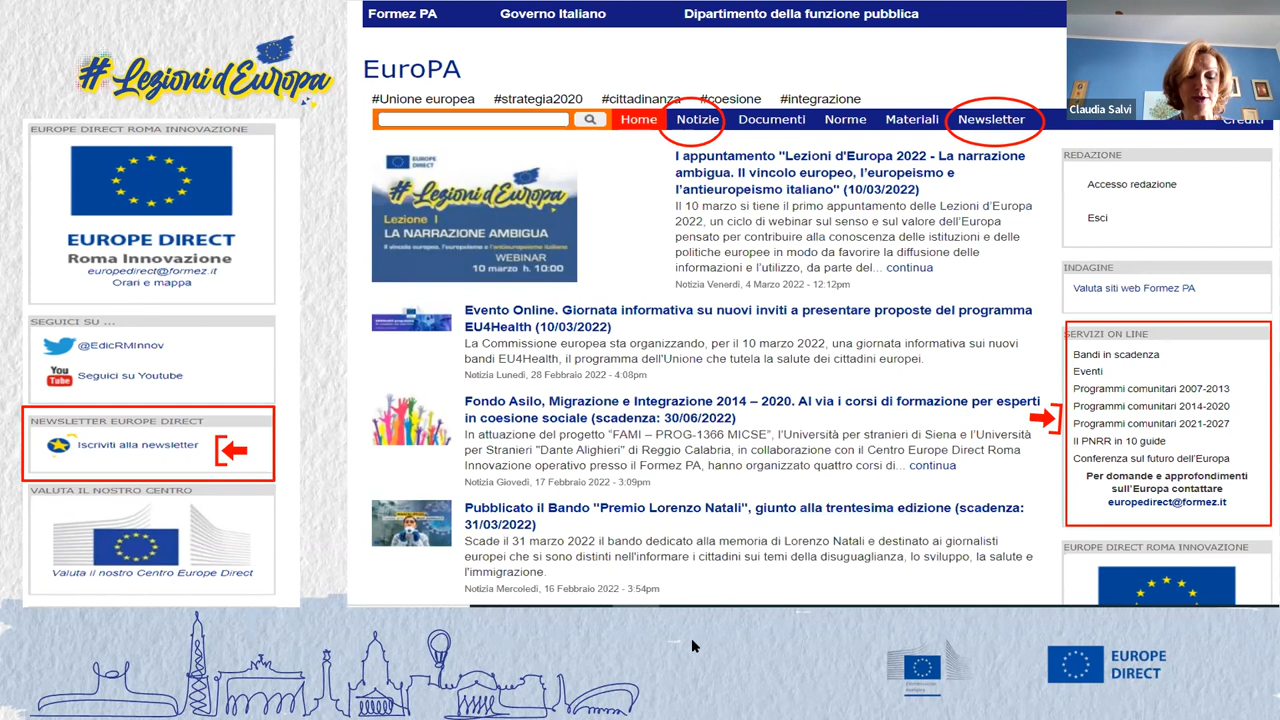 # Lezioni d'Europa
EUROPE DIRECT ROMA INNOVAZIONE
EUROPE DIRECT
Roma Innovazione
europedirect@formez.it
Orari e mappa
SEGUICI SU ...
@EdicRMInnov
You
Tube
Seguici su Youtube
NEWSLETTER EUROPE DIRECT
Iscriviti alla newsletter
VALUTA IL NOSTRO CENTRO
Valuta il nostro Centro Europe Direct
Formez PA Governo Italiano Dipartimento della funzione pubblica
EuroPA
#Unione europea #strategia2020 #cittadinanza #coesione #integrazione
Home Notizie Documenti Norme Materiali Newsletter Crediti
EUROPE
DIRECT
# Lezioni d'Europa
Lezione I
LA NARRAZIONE AMBIGUA
Il vincolo europeo, l'europeismo e l'antieuropeismo italiano
WEBINAR
10 marzo h. 10:00
I appuntamento "Lezioni d'Europa 2022 - La narrazione
ambigua. Il vincolo europeo, l'europeismo e
l'antieuropeismo italiano" (10/03/2022)
Il 10 marzo si tiene il primo appuntamento delle Lezioni d'Europa
2022, un ciclo di webinar sul senso e sul valore dell'Europa
pensato per contribuire alla conoscenza delle istituzioni e delle
politiche europee in modo da favorire la diffusione delle
informazioni e l'utilizzo, da parte del... continua
Notizia Venerdì, 4 Marzo 2022 - 12:12pm
Evento Online. Giornata informativa su nuovi inviti a presentare proposte del programma
EU4Health (10/03/2022)
La Commissione europea sta organizzando, per il 10 marzo 2022, una giornata informativa sui nuovi
bandi EU4Health, il programma dell'Unione che tutela la salute dei cittadini europei.
Notizia Lunedì, 28 Febbraio 2022 - 4:08pm
Fondo Asilo, Migrazione e Integrazione 2014 – 2020. Al via i corsi di formazione per esperti
in coesione sociale (scadenza: 30/06/2022)
In attuazione del progetto "FAMI – PROG-1366 MICSE", l'Università per stranieri di Siena e l'Università
per Stranieri "Dante Alighieri" di Reggio Calabria, in collaborazione con il Centro Europe Direct Roma
Innovazione operativo presso il Formez PA, hanno organizzato quattro corsi di... continua
Notizia Giovedì, 17 Febbraio 2022 - 3:09pm
Pubblicato il Bando "Premio Lorenzo Natali", giunto alla trentesima edizione (scadenza:
31/03/2022)
Scade il 31 marzo 2022 il bando dedicato alla memoria di Lorenzo Natali e destinato ai giornalisti
europei che si sono distinti nell'informare i cittadini sui temi della disuguaglianza, lo sviluppo, la salute e
l'immigrazione.
Notizia Mercoledì, 16 Febbraio 2022 - 3:54pm
Claudia Salvi
REDAZIONE
Accesso redazione
Esci
INDAGINE
Valuta siti web Formez PA
SERVIZI ON LINE
Bandi in scadenza
Eventi
Programmi comunitari 2007-2013
Programmi comunitari 2014-2020
Programmi comunitari 2021-2027
Il PNRR in 10 guide
Conferenza sul futuro dell'Europa
Per domande e approfondimenti
sull'Europa contattare
europedirect@formez.it
EUROPE DIRECT ROMA INNOVAZIONE
EUROPE
DIRECT